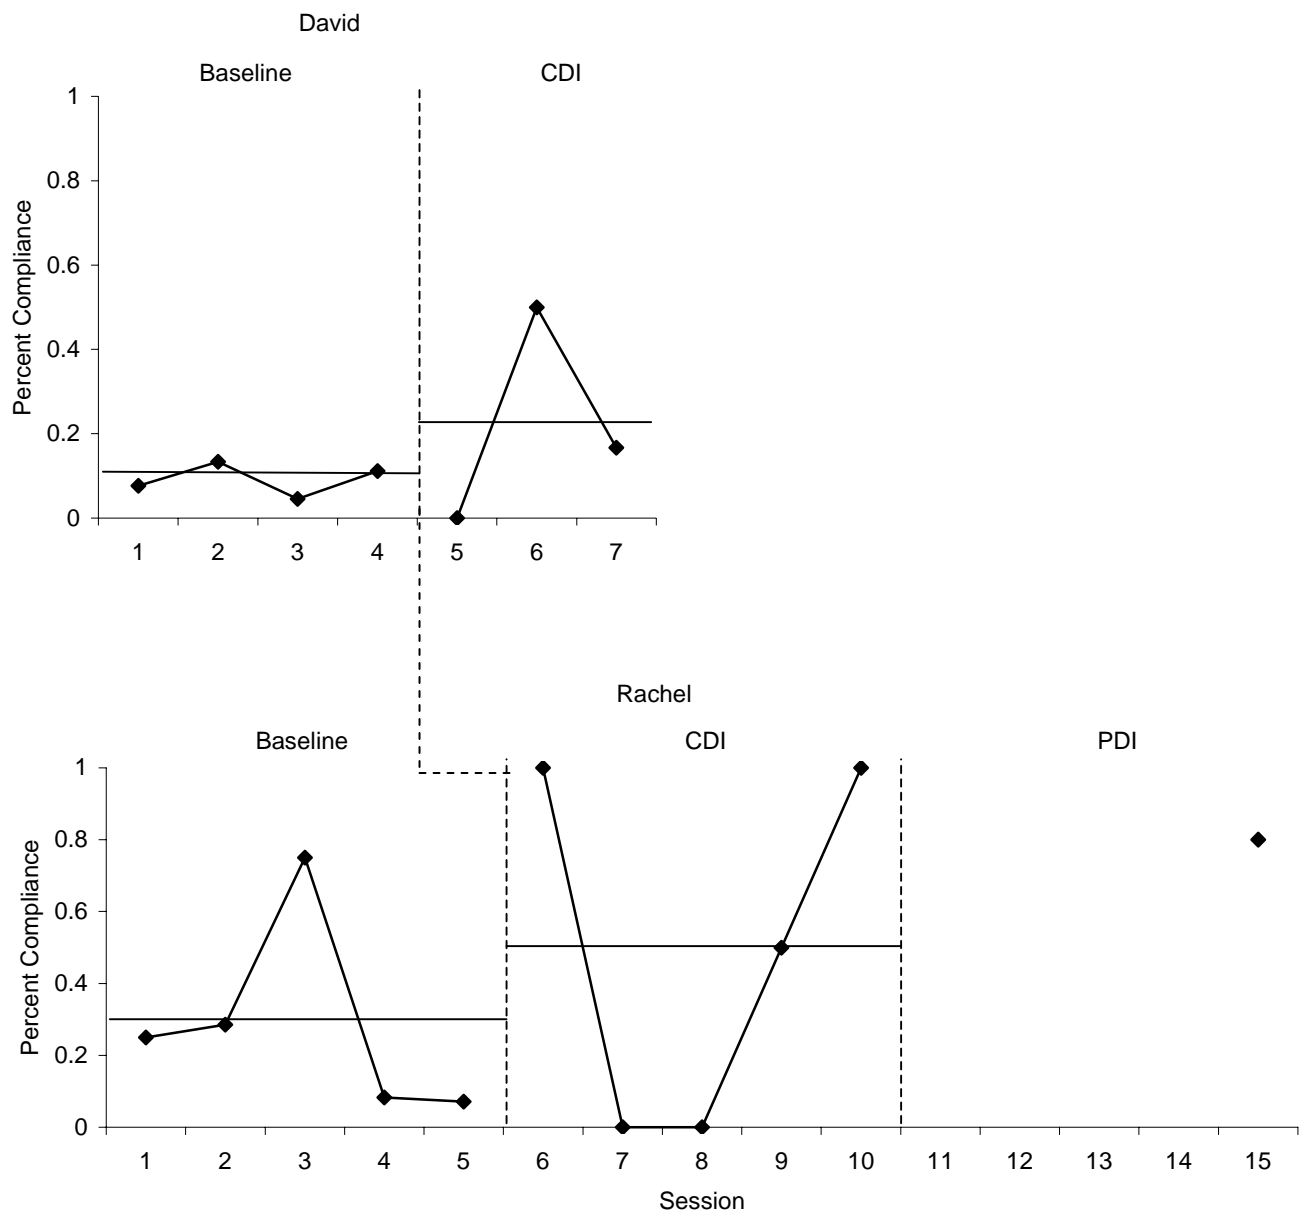 David
Baseline CDI
1
0.8
0.6
0.4
0.2
0
Percent Compliance
1 2 3 4 5 6 7
Rachel
Baseline CDI PDI
1
0.8
0.6
0.4
0.2
0
Percent Compliance
1 2 3 4 5 6 7 8 9 10 11 12 13 14 15
Session